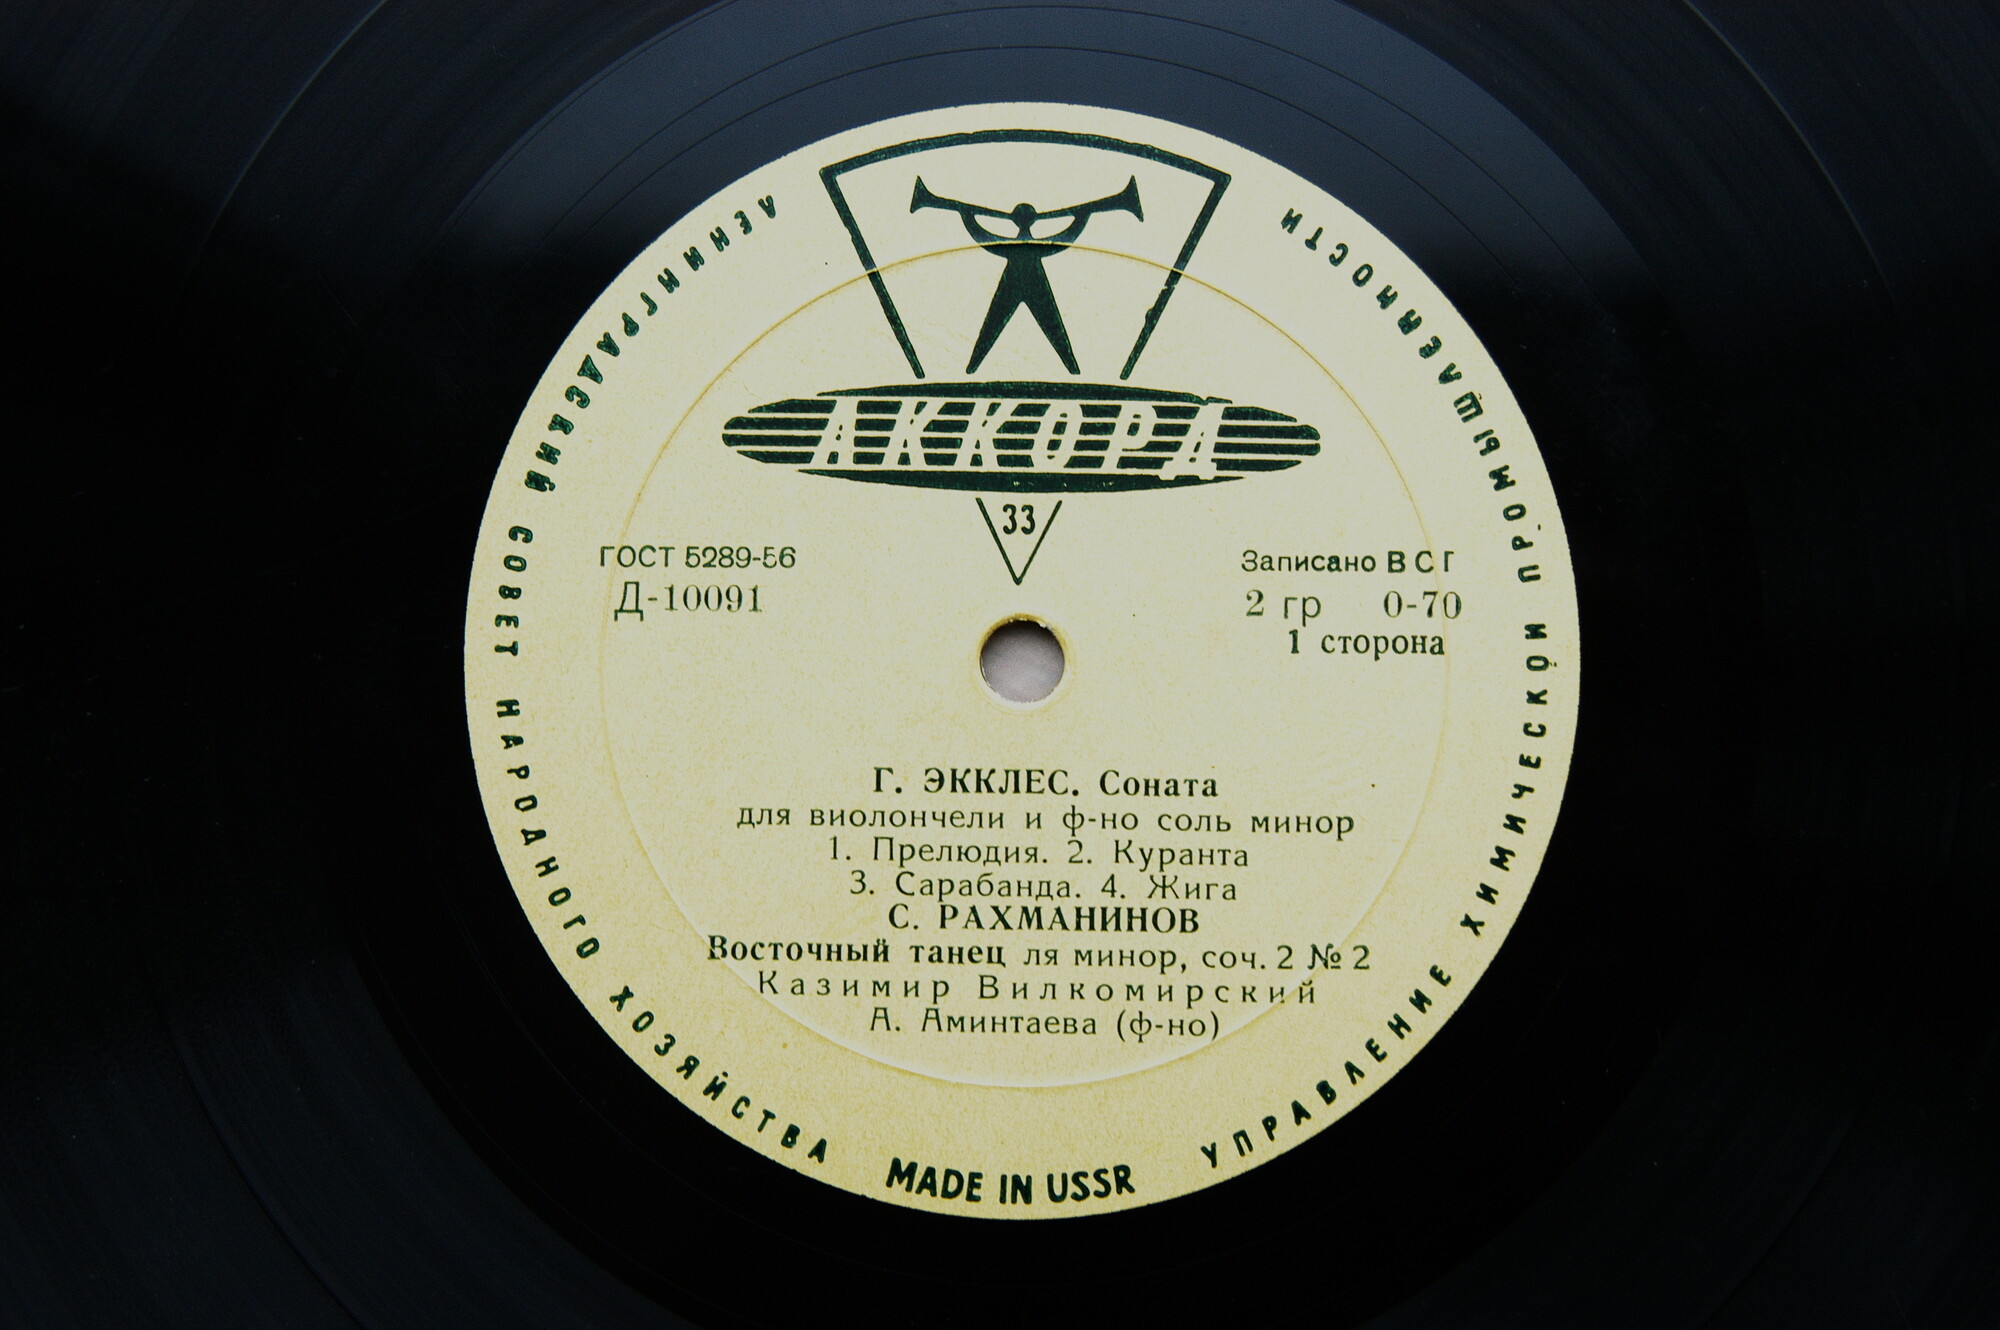 ЛЕНИНГРАДСКИЙ СОВЕТ НАРОДНОГО ХОЗЯЙСТВА
УПРАВЛЕНИЕ ХИМИЧЕСКОЙ ПРОМЫШЛЕННОСТИ
АККОРД
33
ГОСТ 5289-56
Д-10091
Записано ВСГ
2 гр 0-70
1 сторона
Г. ЭККЛЕС. Соната
для виолончели и ф-но соль минор
1. Прелюдия. 2. Куранта
3. Сарабанда. 4. Жига
С. РАХМАНИНОВ
Восточный танец ля минор, соч. 2 № 2
Казимир Вилкомирский
А. Аминтаева (ф-но)
MADE IN USSR